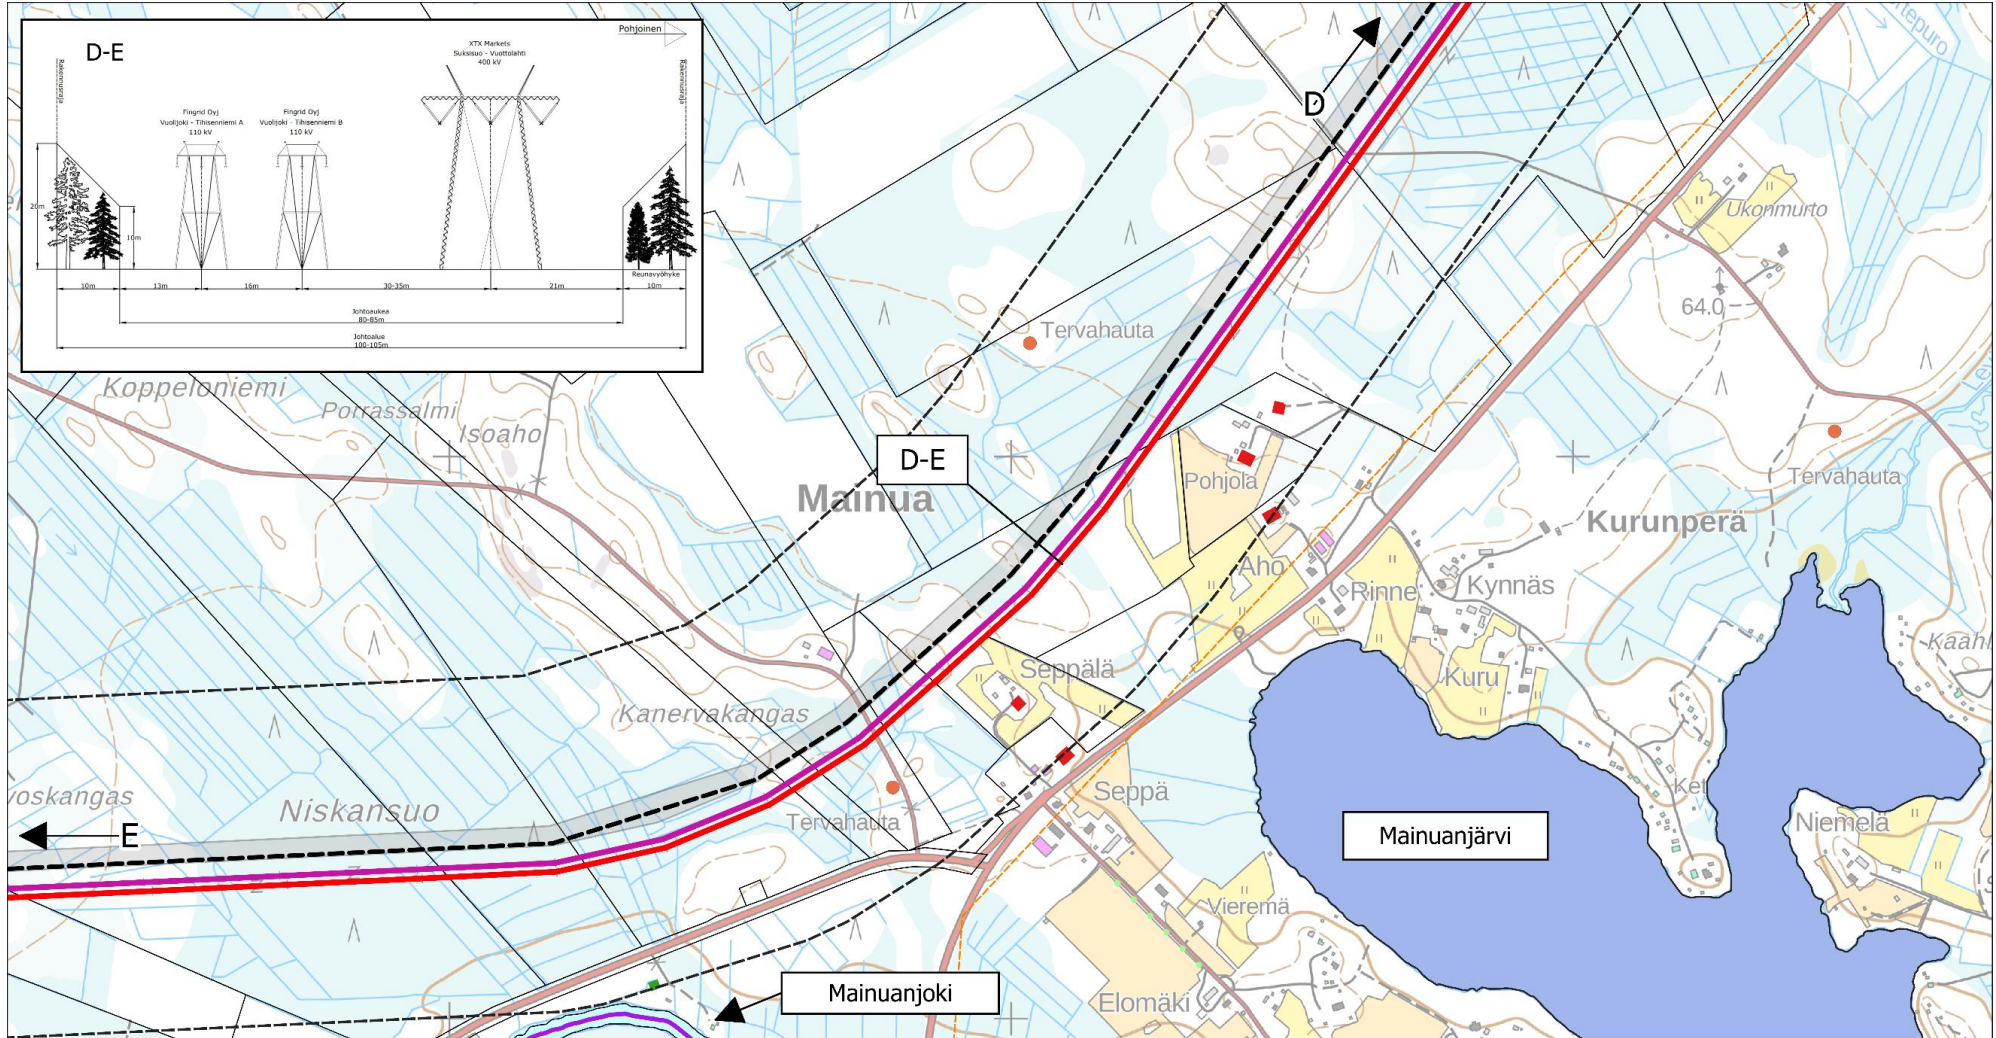 D-E
Pohjoinen
XTX Markets
Suksisuo - Vuottolahti
400 kV
Rakennusraja
Rakennusraja
Fingrid Oyj
Vuolijoki - Tihisenniemi A
110 kV
Fingrid Oyj
Vuolijoki - Tihisenniemi B
110 kV
20m
10m
Reunavyöhyke
10m
13m
16m
30-35m
21m
10m
Johtoaukea
80-85m
Johtoalue
100-105m
D
Ukonmurto
64.0
Tervahauta
Koppeloniemi
Porrassalmi
Isoaho
D-E
Mainua
Pohjola
Tervahauta
Kurunperä
Aho
Rinne
Kynnäs
Seppälä
Kuru
Kanervakangas
Niskansuo
E
Tervahauta
Seppä
Ket
Niemelä
Mainuanjärvi
Vieremä
Mainuanjoki
Elomäki